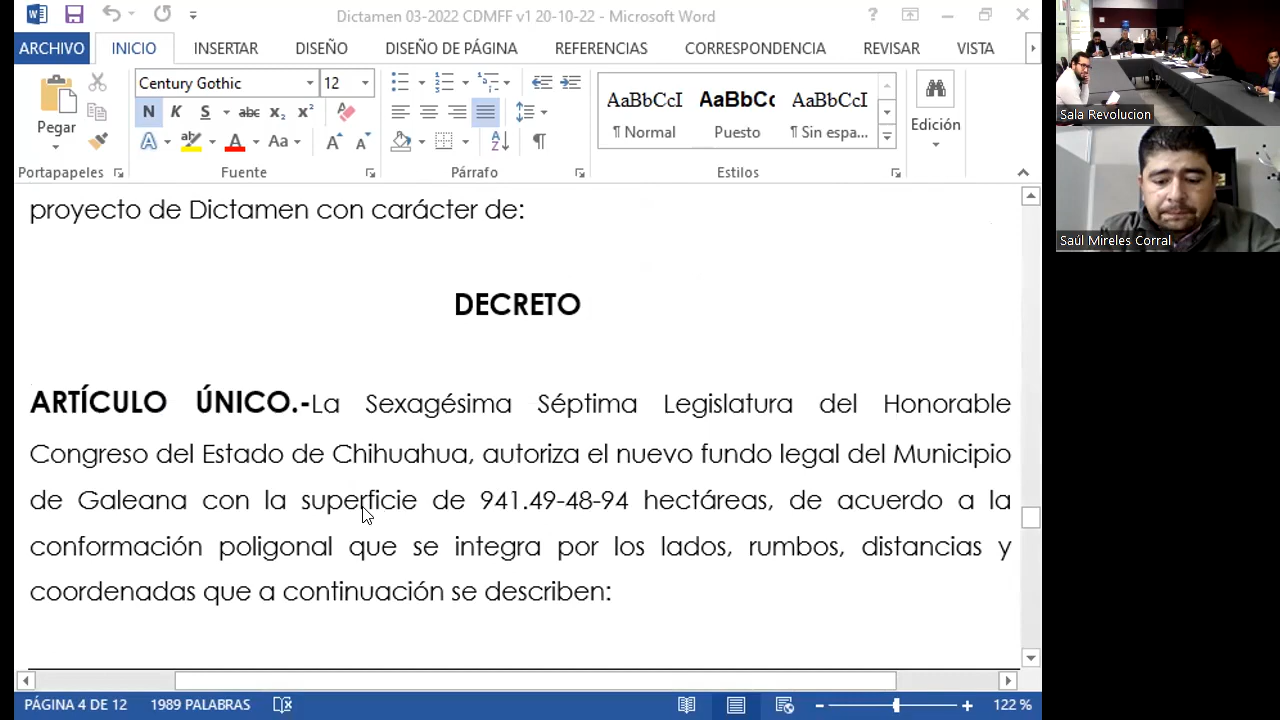 Dictamen 03-2022 CDMFF v1 20-10-22 - Microsoft Word
ARCHIVO INICIO INSERTAR DISEÑO DISEÑO DE PÁGINA REFERENCIAS CORRESPONDENCIA REVISAR VISTA
Pegar
Portapapeles
Century Gothic 12
N K S abc x₂ x²
A ab A Aa A A
Fuente
Párrafo
AaBbCcI AaBbCc AaBbCcI
¶ Normal Puesto ¶ Sin espa...
Estilos
Edición
Sala Revolucion
Saúl Mireles Corral
proyecto de Dictamen con carácter de:
DECRETO
ARTÍCULO ÚNICO.-La Sexagésima Séptima Legislatura del Honorable
Congreso del Estado de Chihuahua, autoriza el nuevo fundo legal del Municipio
de Galeana con la superficie de 941.49-48-94 hectáreas, de acuerdo a la
conformación poligonal que se integra por los lados, rumbos, distancias y
coordenadas que a continuación se describen:
PÁGINA 4 DE 12 1989 PALABRAS 122 %